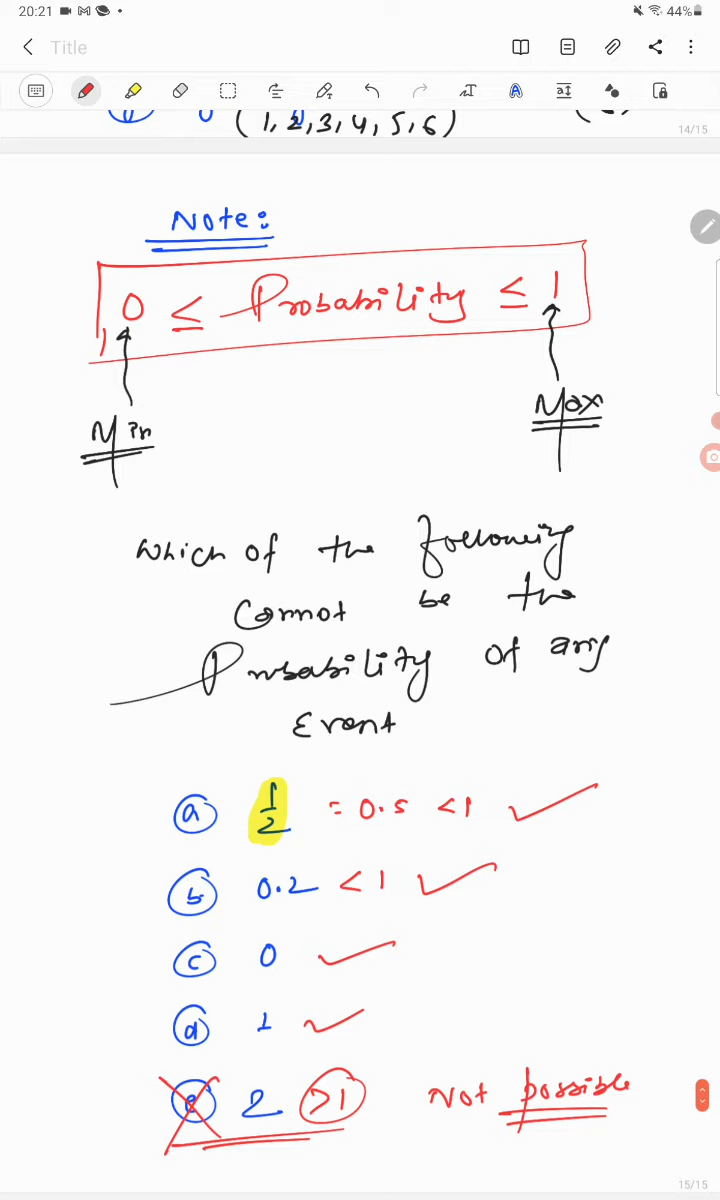 20:21
44%
Title
(1, 2, 3, 4, 5, 6)
14/15
Note:
0 ≤ Probability ≤ 1
Min
Max
Which of the following
cannot be the
Probability of any
Event
a 1/2 = 0.5 < 1 ✓
b 0.2 < 1 ✓
c 0 ✓
d 1 ✓
e 2 > 1 Not possible
15/15